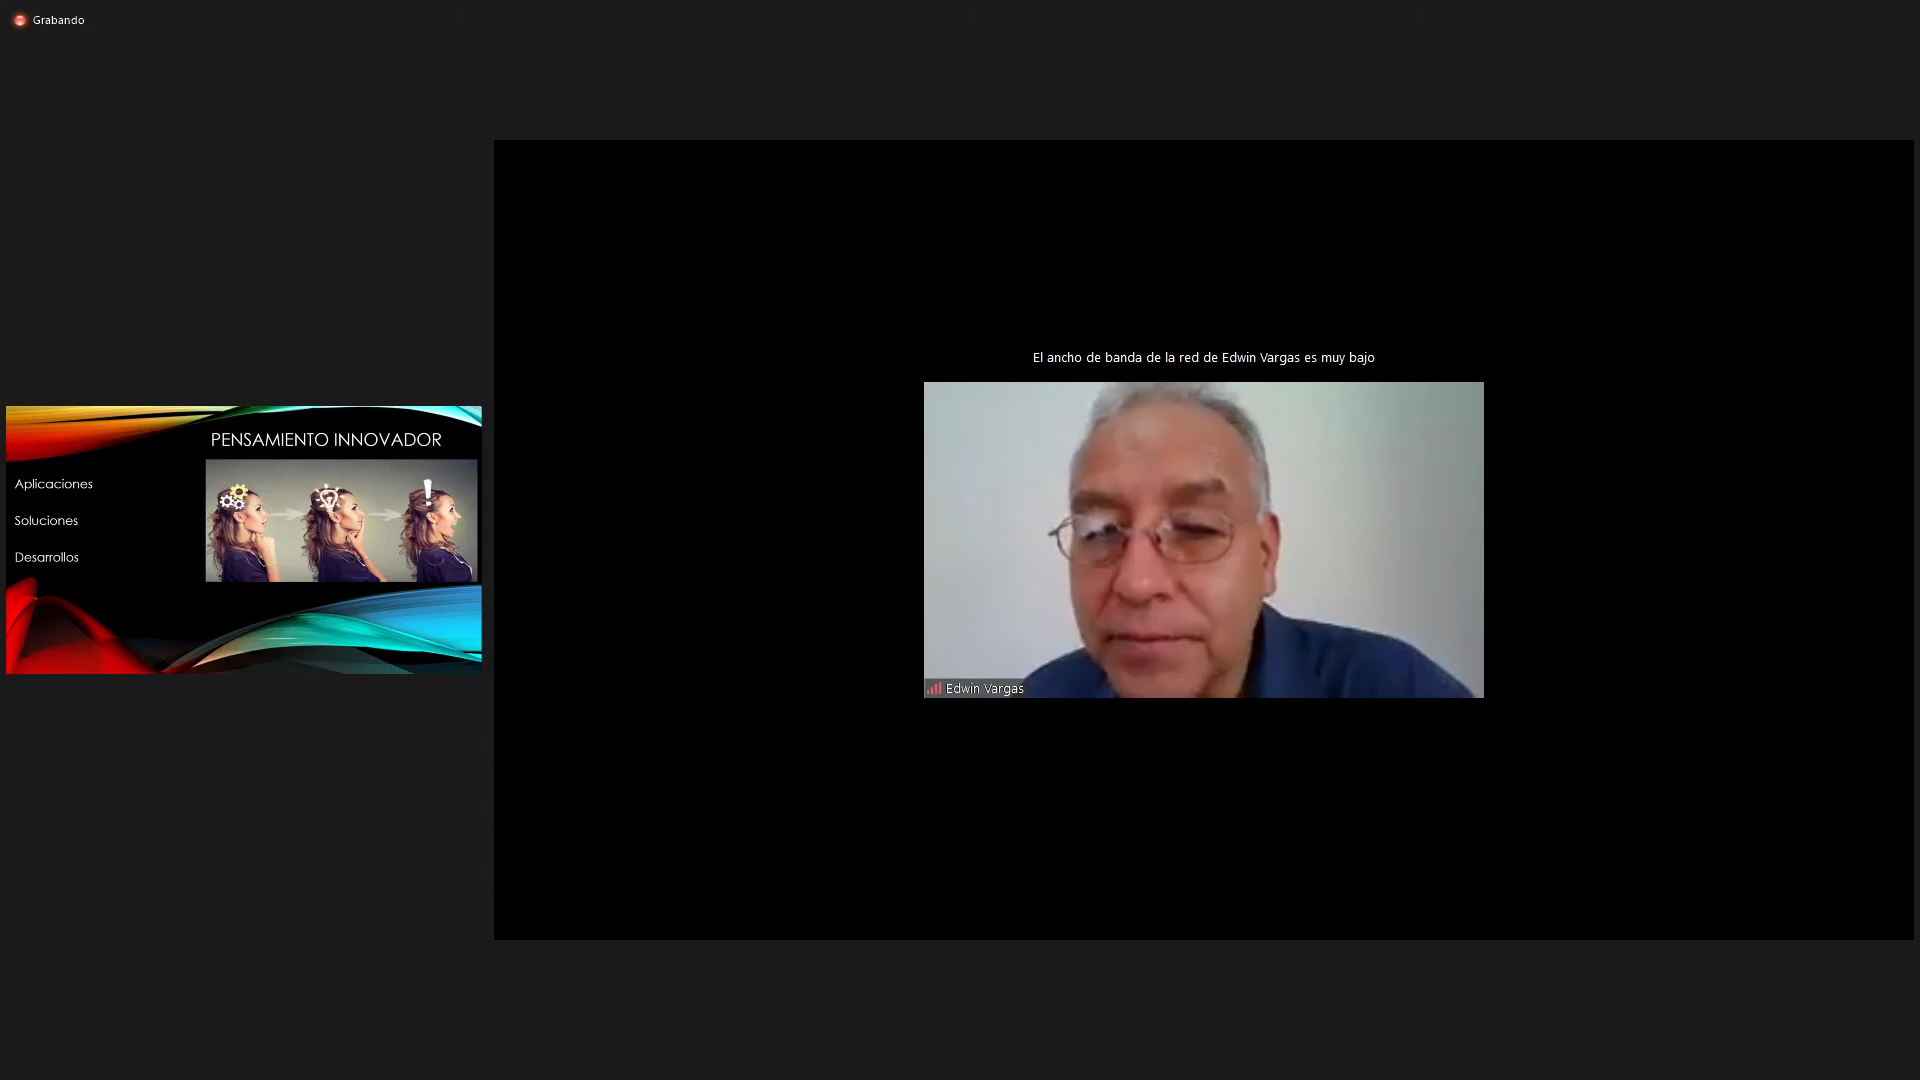 Grabando
PENSAMIENTO INNOVADOR
Aplicaciones
Soluciones
Desarrollos
El ancho de banda de la red de Edwin Vargas es muy bajo
Edwin Vargas